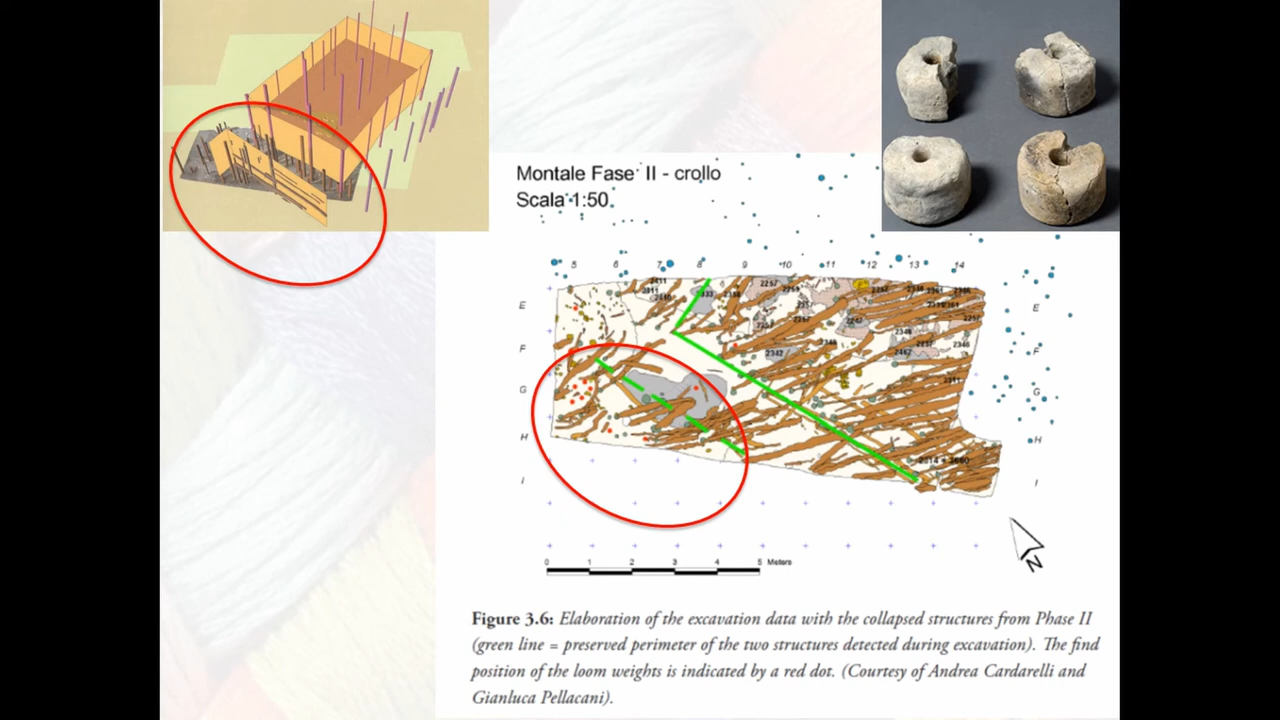 Montale Fase II - crollo
Scala 1:50
5 6 7 8 9 10 11 12 13 14
E E
F F
G G
H H
I I
2342
0 1 2 3 4 5 Meters
N
Figure 3.6: Elaboration of the excavation data with the collapsed structures from Phase II
(green line = preserved perimeter of the two structures detected during excavation). The find
position of the loom weights is indicated by a red dot. (Courtesy of Andrea Cardarelli and
Gianluca Pellacani).